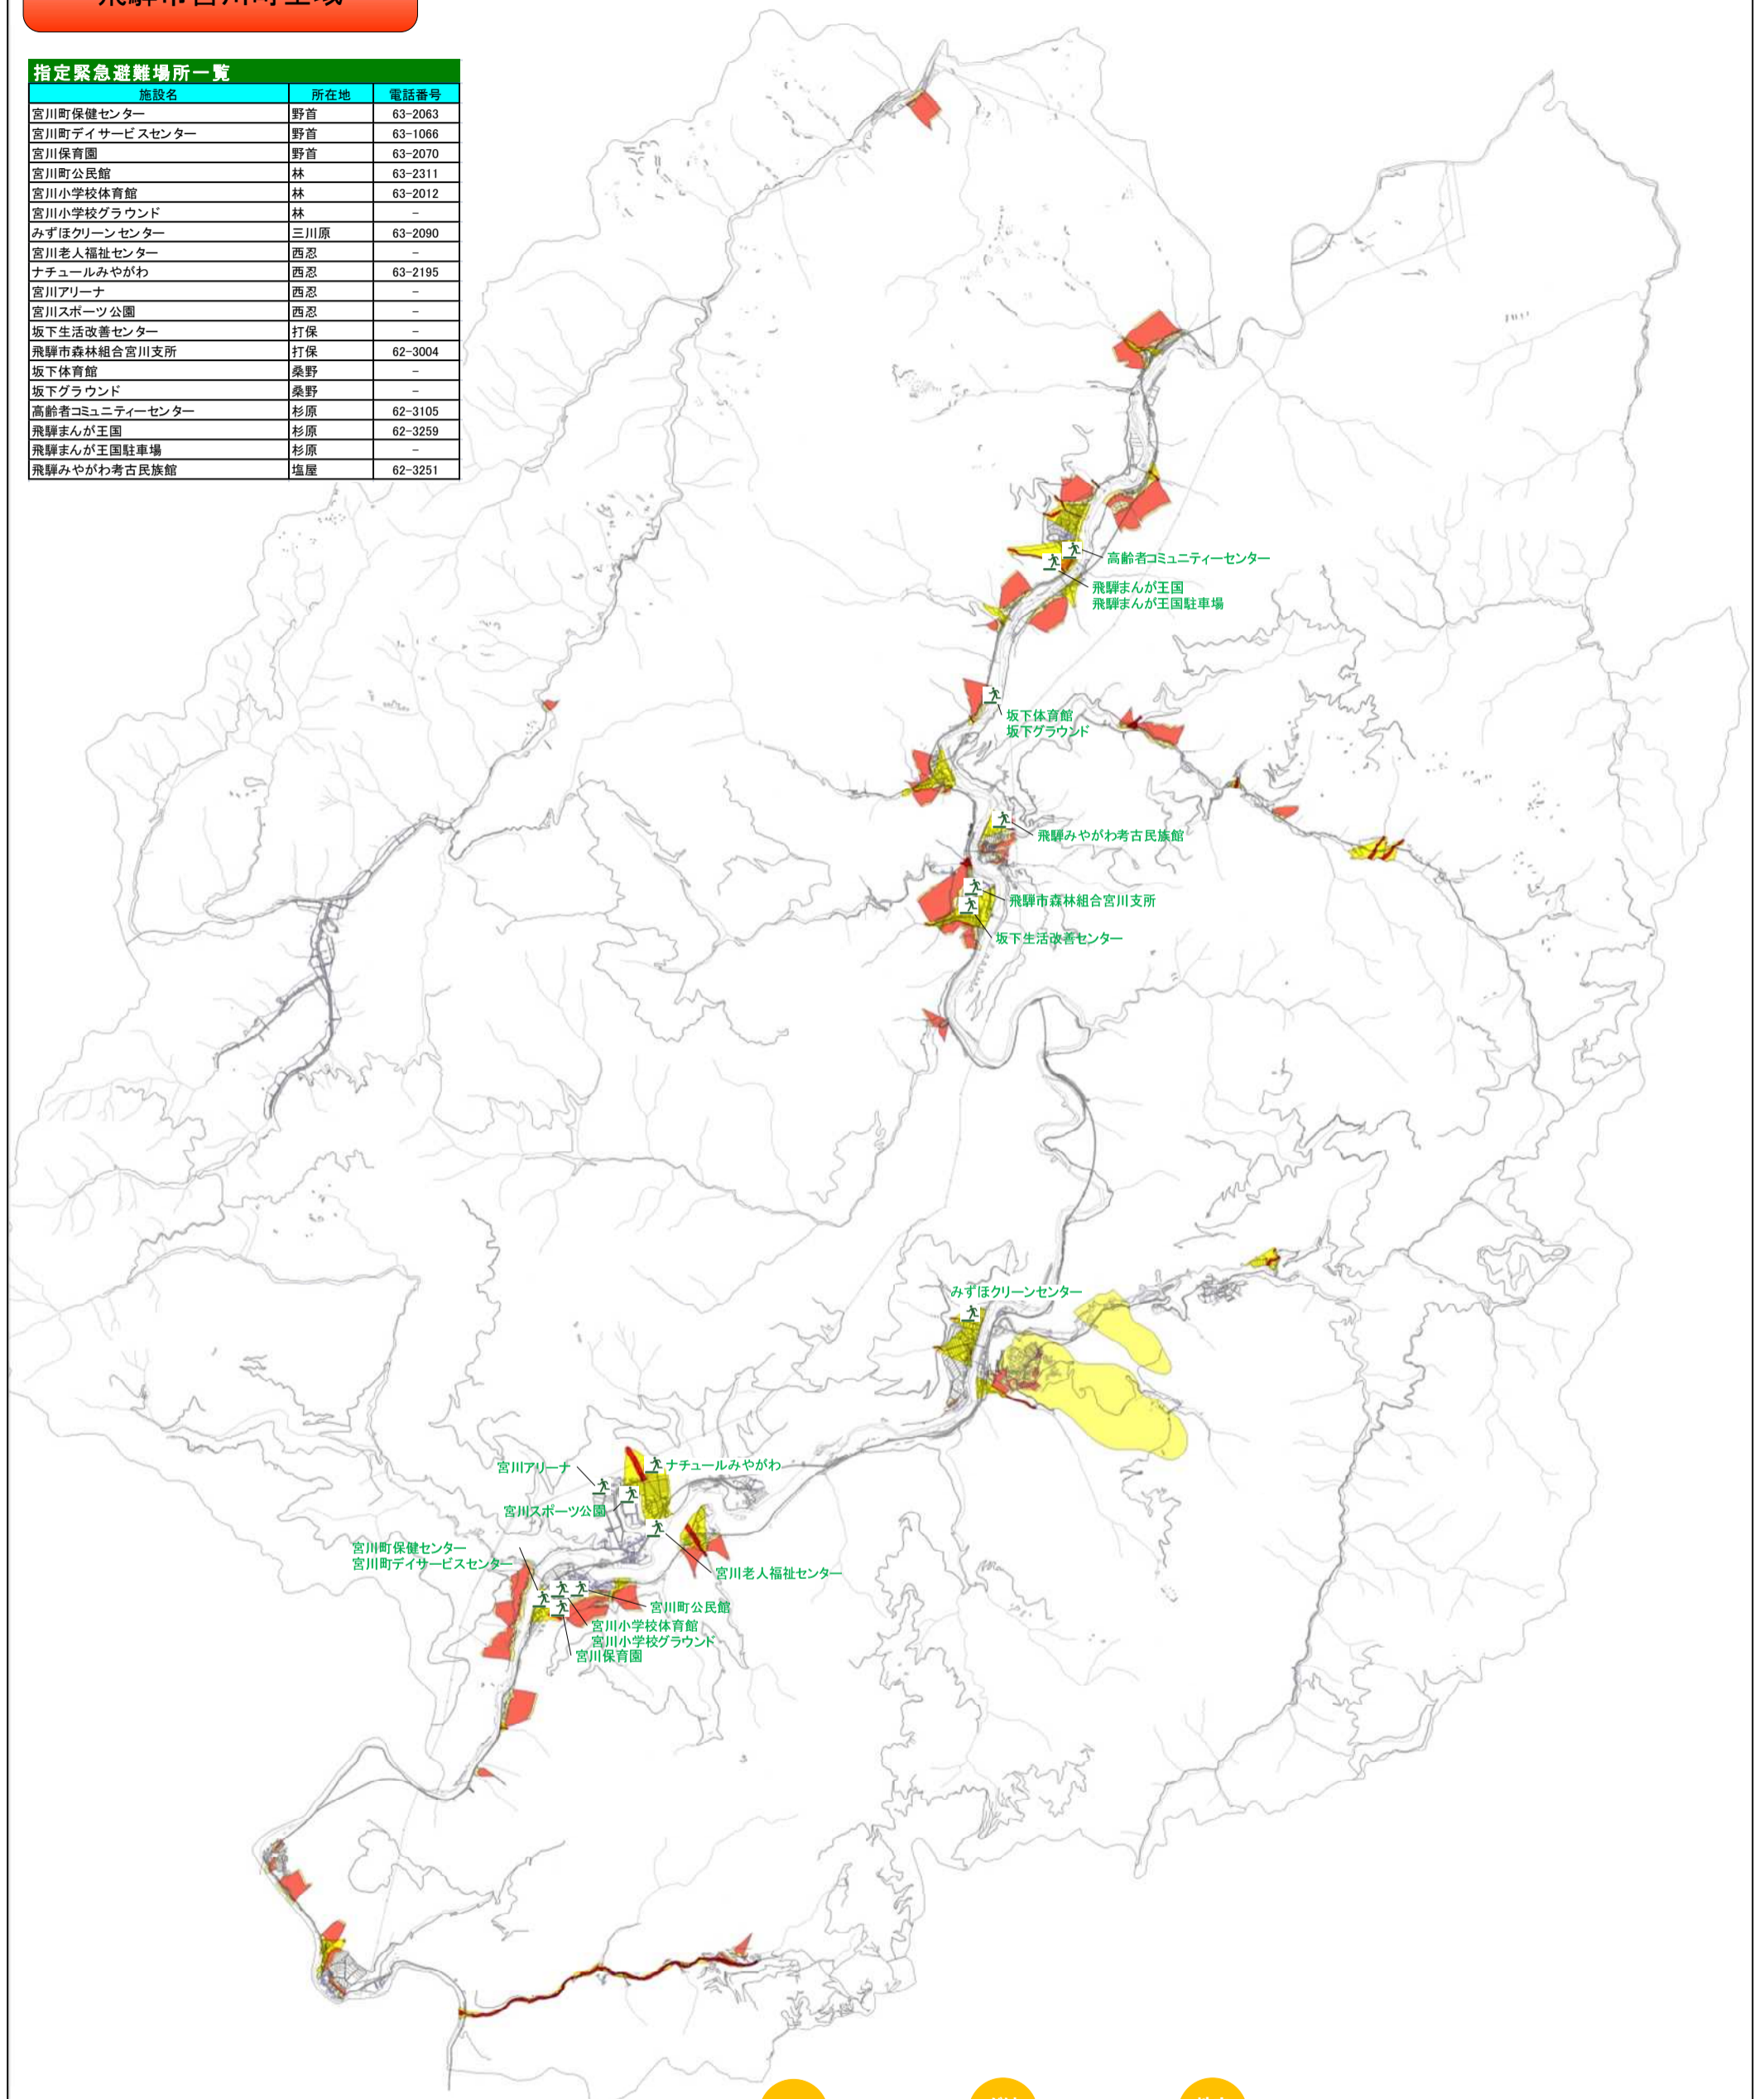 飛騨市宮川町全域
指定緊急避難場所一覧
施設名 所在地 電話番号
宮川町保健センター 野首 63-2063
宮川町デイサービスセンター 野首 63-1066
宮川保育園 野首 63-2070
宮川町公民館 林 63-2311
宮川小学校体育館 林 63-2012
宮川小学校グラウンド 林 -
みずほクリーンセンター 三川原 63-2090
宮川老人福祉センター 西忍 -
ナチュールみやがわ 西忍 63-2195
宮川アリーナ 西忍 -
宮川スポーツ公園 西忍 -
坂下生活改善センター 打保 -
飛騨市森林組合宮川支所 打保 62-3004
坂下体育館 桑野 -
坂下グラウンド 桑野 -
高齢者コミュニティーセンター 杉原 62-3105
飛騨まんが王国 杉原 62-3259
飛騨まんが王国駐車場 杉原 -
飛騨みやがわ考古民族館 塩屋 62-3251
高齢者コミュニティーセンター
飛騨まんが王国
飛騨まんが王国駐車場
坂下体育館
坂下グラウンド
飛騨みやがわ考古民族館
飛騨市森林組合宮川支所
坂下生活改善センター
みずほクリーンセンター
宮川アリーナ
ナチュールみやがわ
宮川スポーツ公園
宮川町保健センター
宮川町デイサービスセンター
宮川老人福祉センター
宮川町公民館
宮川小学校体育館
宮川小学校グラウンド
宮川保育園